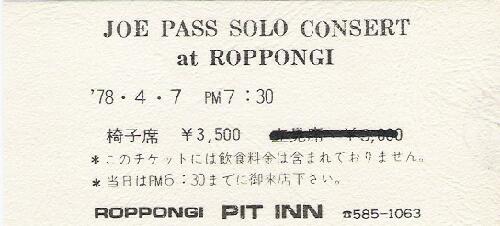 JOE PASS SOLO CONSERT
at ROPPONGI
'78・4・7 PM7:30
椅子席 ¥3,500
＊このチケットには飲食料金は含まれておりません。
＊当日はPM6:30までに御来店下さい。
ROPPONGI PIT INN ☎585-1063